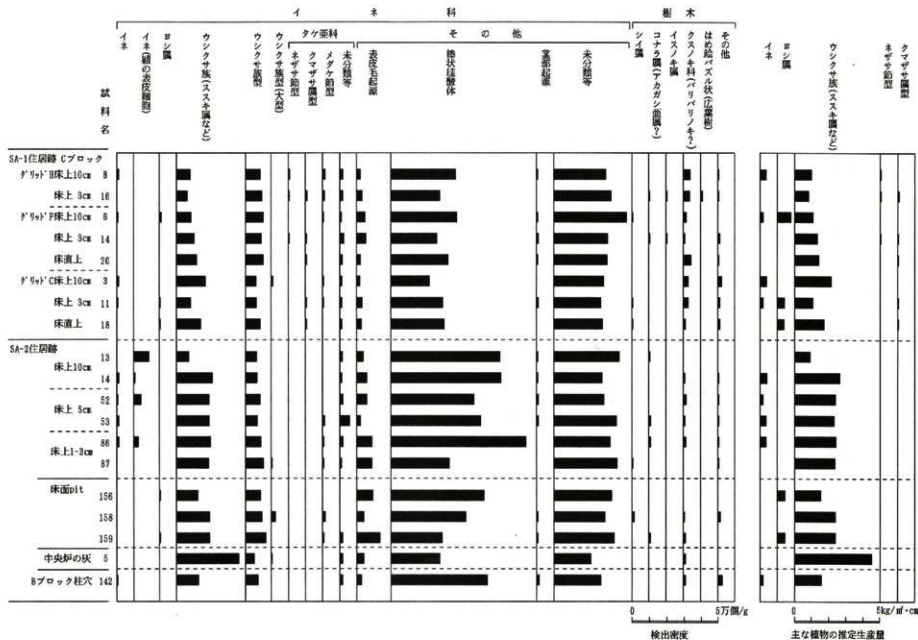 イ ネ 科
樹 木
タケ亜科
そ の 他
イネ
イネ(穎の表皮細胞)
ヨシ属
ウシクサ族(ススキ属など)
ウシクサ族型
ウシクサ族型(大型)
ネザサ節型
クマザサ属型
メダケ節型
未分類等
表皮毛起源
棒状珪酸体
茎部起源
未分類等
シイ属
コナラ属(アカガシ亜属?)
イスノキ属
クスノキ科(バリバリノキ?)
はめ絵パズル状(広葉樹)
その他
イネ
ヨシ属
ウシクサ族(ススキ属など)
ネザサ節型
クマザサ属型
試料名
SA-1住居跡 Cブロック
グリッドH床上10cm 8
床上 3cm 16
グリッドF床上10cm 6
床上 3cm 14
床直上 20
グリッドC床上10cm 3
床上 3cm 11
床直上 18
SA-2住居跡
床上10cm
13
14
床上 5cm
52
53
床上1-3cm
86
87
床面pit
156
158
159
中央炉の灰 5
Bブロック柱穴 142
0 5万個/g
検出密度
0 5kg/㎡・cm
主な植物の推定生産量